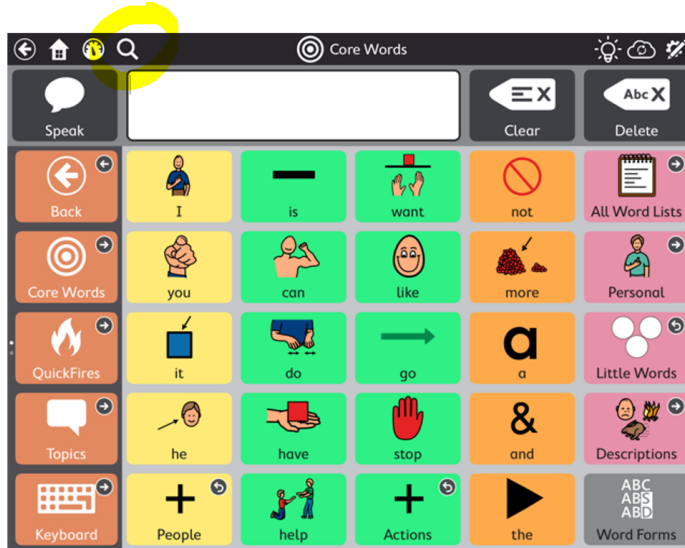 Core Words
Speak
Abc X
Clear
Delete
Back
I
is
want
not
All Word Lists
Core Words
you
can
like
more
Personal
QuickFires
it
do
go
a
a
Little Words
Topics
he
have
stop
&
and
Descriptions
Keyboard
People
help
Actions
the
ABC
ABS
ABD
Word Forms